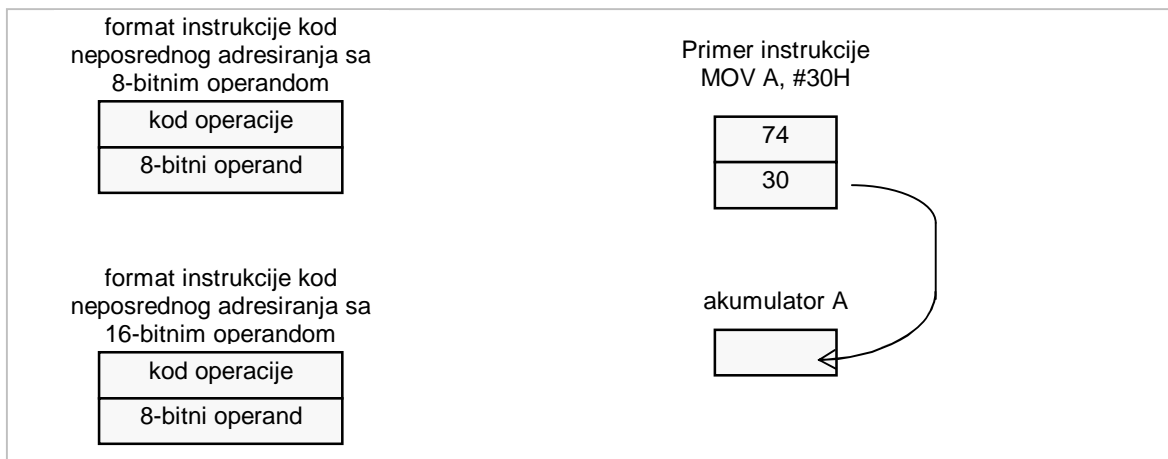 format instrukcije kod
neposrednog adresiranja sa
8-bitnim operandom
kod operacije
8-bitni operand
format instrukcije kod
neposrednog adresiranja sa
16-bitnim operandom
kod operacije
8-bitni operand
Primer instrukcije
MOV A, #30H
74
30
akumulator A